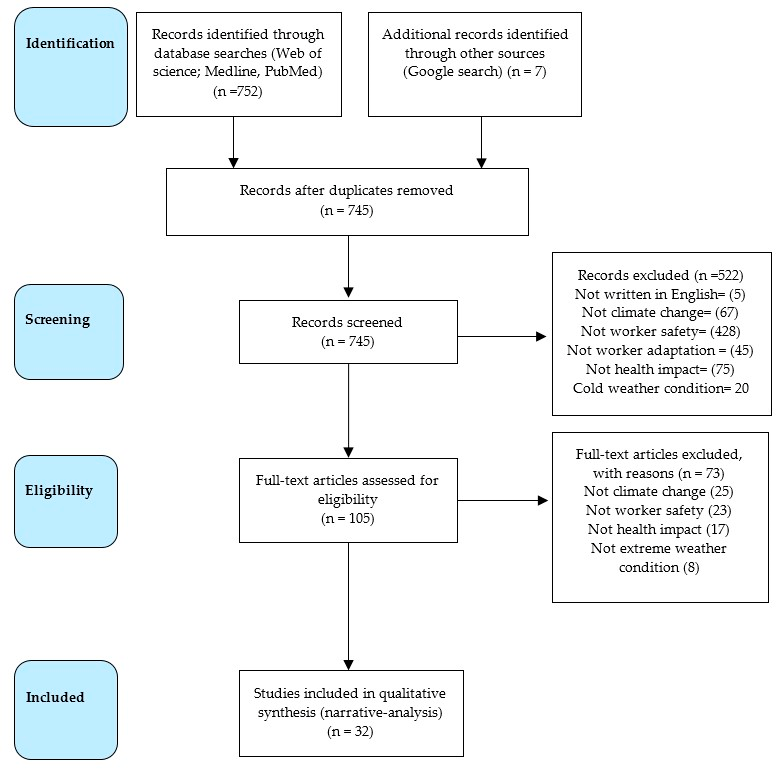 Identification
Records identified through
database searches (Web of
science; Medline, PubMed)
(n =752)
Additional records identified
through other sources
(Google search) (n = 7)
Records after duplicates removed
(n = 745)
Screening
Records screened
(n = 745)
Records excluded (n =522)
Not written in English= (5)
Not climate change= (67)
Not worker safety= (428)
Not worker adaptation = (45)
Not health impact= (75)
Cold weather condition= 20
Eligibility
Full-text articles assessed for
eligibility
(n = 105)
Full-text articles excluded,
with reasons (n = 73)
Not climate change (25)
Not worker safety (23)
Not health impact (17)
Not extreme weather
condition (8)
Included
Studies included in qualitative
synthesis (narrative-analysis)
(n = 32)